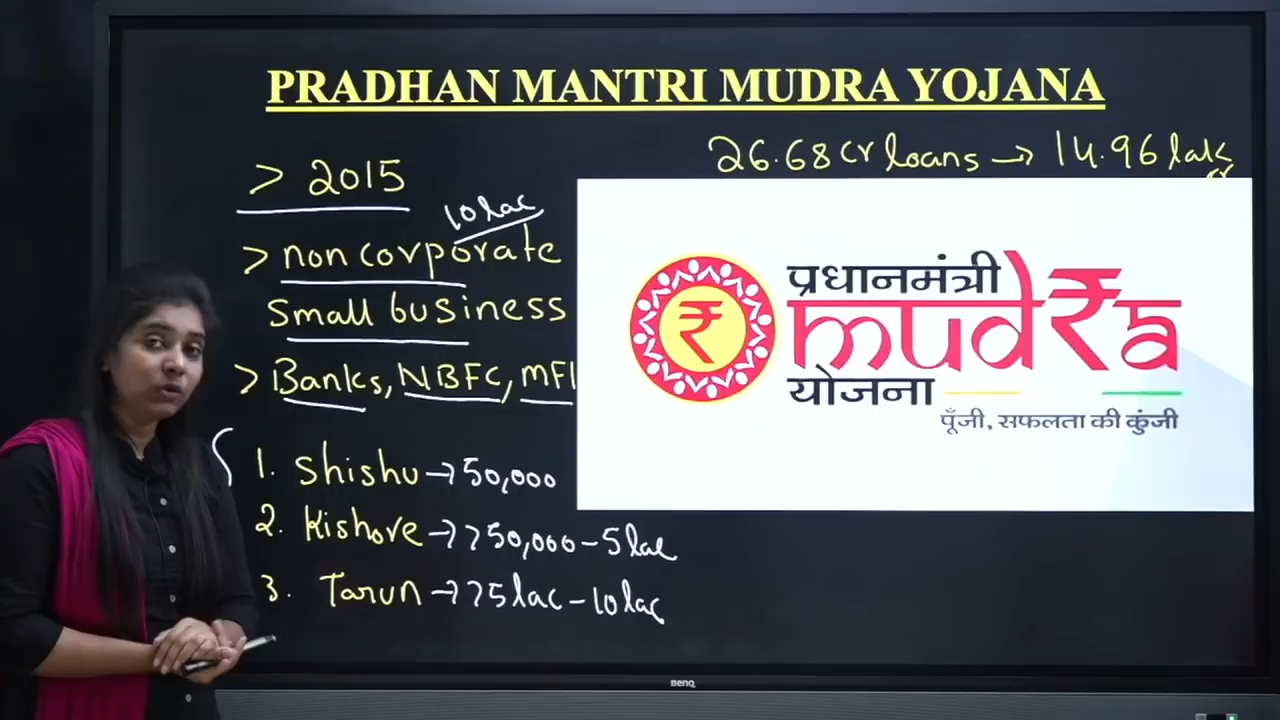 PRADHAN MANTRI MUDRA YOJANA
26.68 cr loans → 14.96 lak
cr
> 2015
10 lac
> non corporate
Small business
> Banks, NBFC, MFI
1. Shishu → 50,000
2. Kishore → >50,000 - 5 lac
3. Tarun → >5 lac - 10 lac
प्रधानमंत्री
mudra
योजना
पूँजी, सफलता की कुंजी
BENQ